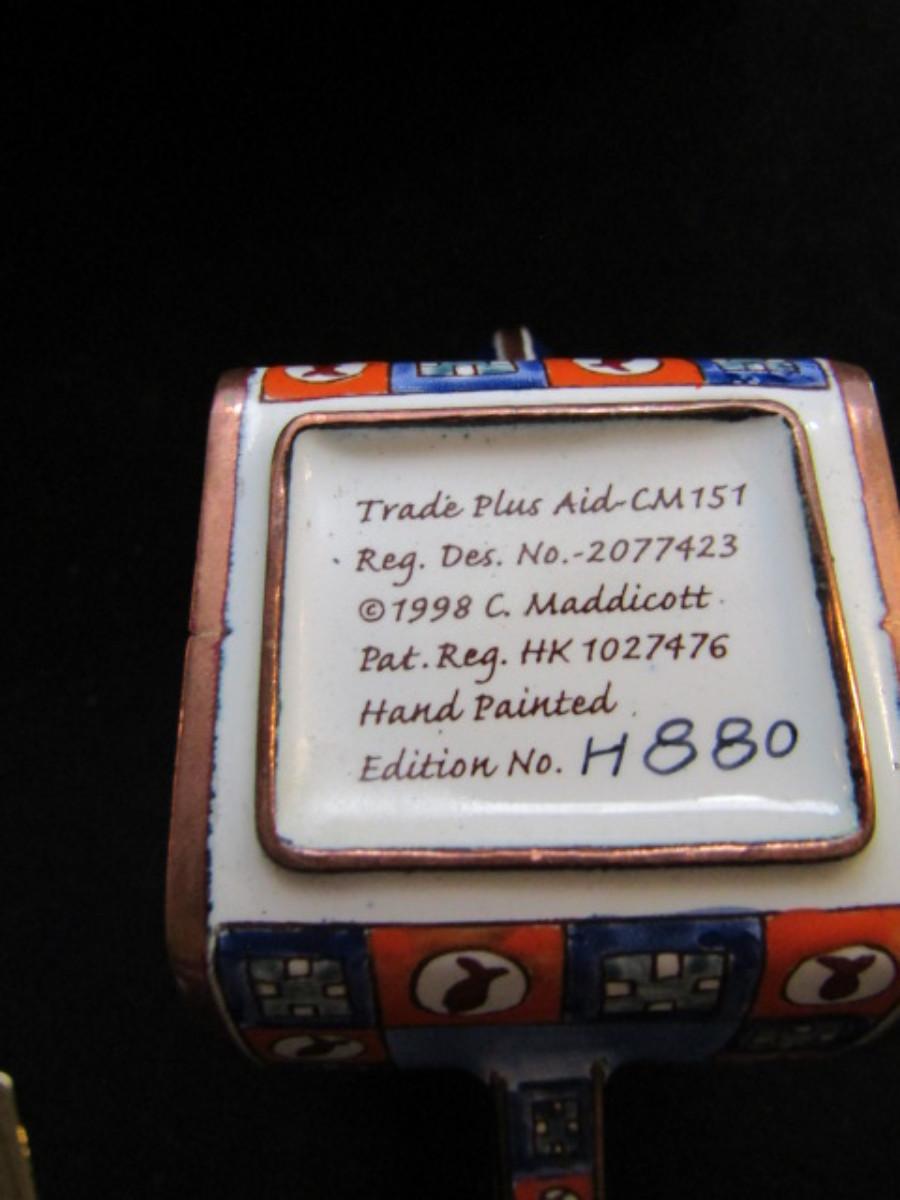 Trade Plus Aid-CM151
Reg. Des. No.-2077423
©1998 C. Maddicott
Pat. Reg. HK 1027476
Hand Painted
Edition No. H880